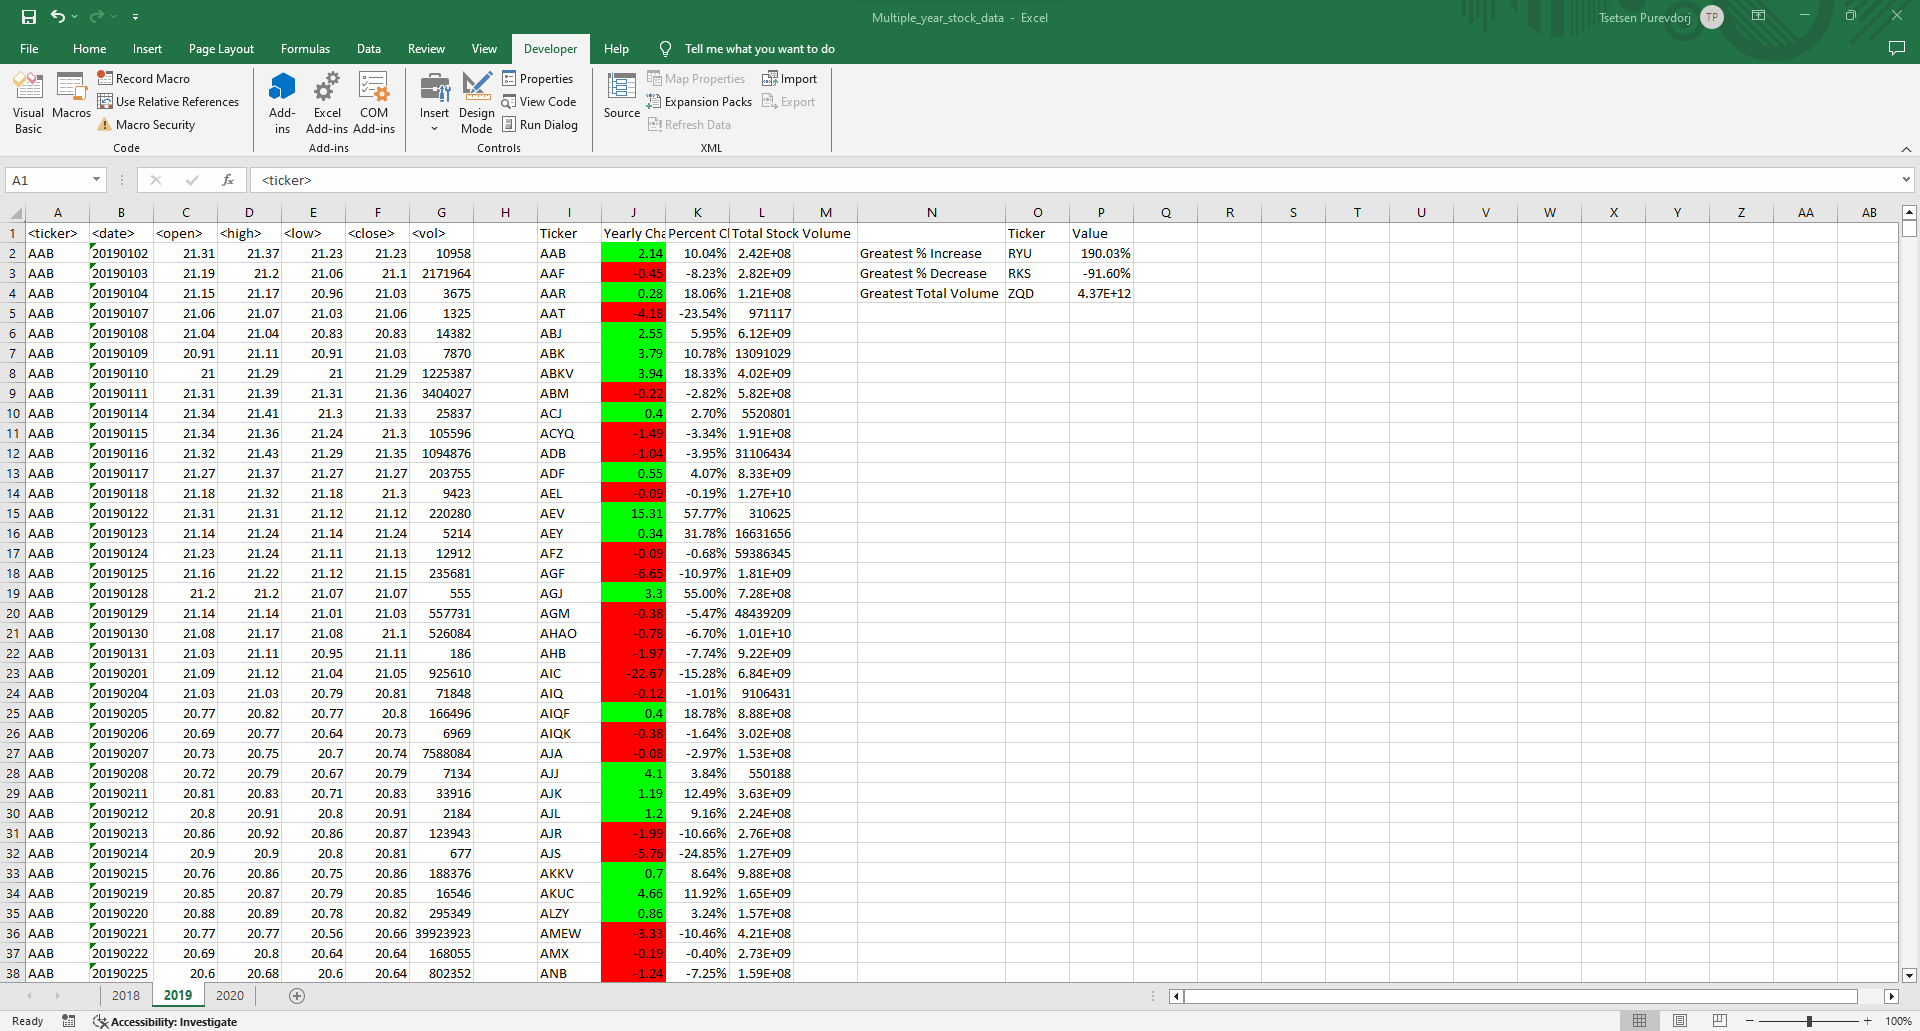 Multiple_year_stock_data - Excel Tsetsen Purevdorj TP
File Home Insert Page Layout Formulas Data Review View Developer Help Tell me what you want to do
Visual Basic Macros Record Macro Use Relative References Macro Security Code
Add-ins Excel Add-ins COM Add-ins Add-ins
Insert Design Mode Properties View Code Run Dialog Controls
Source Map Properties Expansion Packs Refresh Data Import Export XML
A1 fx <ticker>
A B C D E F G H I J K L M N O P Q R S T U V W X Y Z AA AB
1 <ticker> <date> <open> <high> <low> <close> <vol> Ticker Yearly Cha Percent Cl Total Stock Volume Ticker Value
2 AAB 20190102 21.31 21.37 21.23 21.23 10958 AAB 2.14 10.04% 2.42E+08 Greatest % Increase RYU 190.03%
3 AAB 20190103 21.19 21.2 21.06 21.1 2171964 AAF -0.45 -8.23% 2.82E+09 Greatest % Decrease RKS -91.60%
4 AAB 20190104 21.15 21.17 20.96 21.03 3675 AAR 0.28 18.06% 1.21E+08 Greatest Total Volume ZQD 4.37E+12
5 AAB 20190107 21.06 21.07 21.03 21.06 1325 AAT -4.18 -23.54% 971117
6 AAB 20190108 21.04 21.04 20.83 20.83 14382 ABJ 2.55 5.95% 6.12E+09
7 AAB 20190109 20.91 21.11 20.91 21.03 7870 ABK 3.79 10.78% 13091029
8 AAB 20190110 21 21.29 21 21.29 1225387 ABKV 3.94 18.33% 4.02E+09
9 AAB 20190111 21.31 21.39 21.31 21.36 3404027 ABM -0.22 -2.82% 5.82E+08
10 AAB 20190114 21.34 21.41 21.3 21.33 25837 ACJ 0.4 2.70% 5520801
11 AAB 20190115 21.34 21.36 21.24 21.3 105596 ACYQ -1.49 -3.34% 1.91E+08
12 AAB 20190116 21.32 21.43 21.29 21.35 1094876 ADB -1.04 -3.95% 31106434
13 AAB 20190117 21.27 21.37 21.27 21.27 203755 ADF 0.55 4.07% 8.33E+09
14 AAB 20190118 21.18 21.32 21.18 21.3 9423 AEL -0.09 -0.19% 1.27E+10
15 AAB 20190122 21.31 21.31 21.12 21.12 220280 AEV 15.31 57.77% 310625
16 AAB 20190123 21.14 21.24 21.14 21.24 5214 AEY 0.34 31.78% 16631656
17 AAB 20190124 21.23 21.24 21.11 21.13 12912 AFZ -0.09 -0.68% 59386345
18 AAB 20190125 21.16 21.22 21.12 21.15 235681 AGF -6.65 -10.97% 1.81E+09
19 AAB 20190128 21.2 21.2 21.07 21.07 555 AGJ 3.3 55.00% 7.28E+08
20 AAB 20190129 21.14 21.14 21.01 21.03 557731 AGM -0.38 -5.47% 48439209
21 AAB 20190130 21.08 21.17 21.08 21.1 526084 AHAO -0.78 -6.70% 1.01E+10
22 AAB 20190131 21.03 21.11 20.95 21.11 186 AHB -1.97 -7.74% 9.22E+09
23 AAB 20190201 21.09 21.12 21.04 21.05 925610 AIC -22.67 -15.28% 6.84E+09
24 AAB 20190204 21.03 21.03 20.79 20.81 71848 AIQ -0.12 -1.01% 9106431
25 AAB 20190205 20.77 20.82 20.77 20.8 166496 AIQF 0.4 18.78% 8.88E+08
26 AAB 20190206 20.69 20.77 20.64 20.73 6969 AIQK -0.38 -1.64% 3.02E+08
27 AAB 20190207 20.73 20.75 20.7 20.74 7588084 AJA -0.08 -2.97% 1.53E+08
28 AAB 20190208 20.72 20.79 20.67 20.79 7134 AJJ 4.1 3.84% 550188
29 AAB 20190211 20.81 20.83 20.71 20.83 33916 AJK 1.19 12.49% 3.63E+09
30 AAB 20190212 20.8 20.91 20.8 20.91 2184 AJL 1.2 9.16% 2.24E+08
31 AAB 20190213 20.86 20.92 20.86 20.87 123943 AJR -1.99 -10.66% 2.76E+08
32 AAB 20190214 20.9 20.9 20.8 20.81 677 AJS -5.76 -24.85% 1.27E+09
33 AAB 20190215 20.76 20.86 20.75 20.86 188376 AKKV 0.7 8.64% 9.88E+08
34 AAB 20190219 20.85 20.87 20.79 20.85 16546 AKUC 4.66 11.92% 1.65E+09
35 AAB 20190220 20.88 20.89 20.78 20.82 295349 ALZY 0.86 3.24% 1.57E+08
36 AAB 20190221 20.77 20.77 20.56 20.66 39923923 AMEW -3.33 -10.46% 4.21E+08
37 AAB 20190222 20.69 20.8 20.64 20.64 168055 AMX -0.19 -0.40% 2.73E+09
38 AAB 20190225 20.6 20.68 20.6 20.64 802352 ANB -1.24 -7.25% 1.59E+08
2018 2019 2020
Ready Accessibility: Investigate 100%